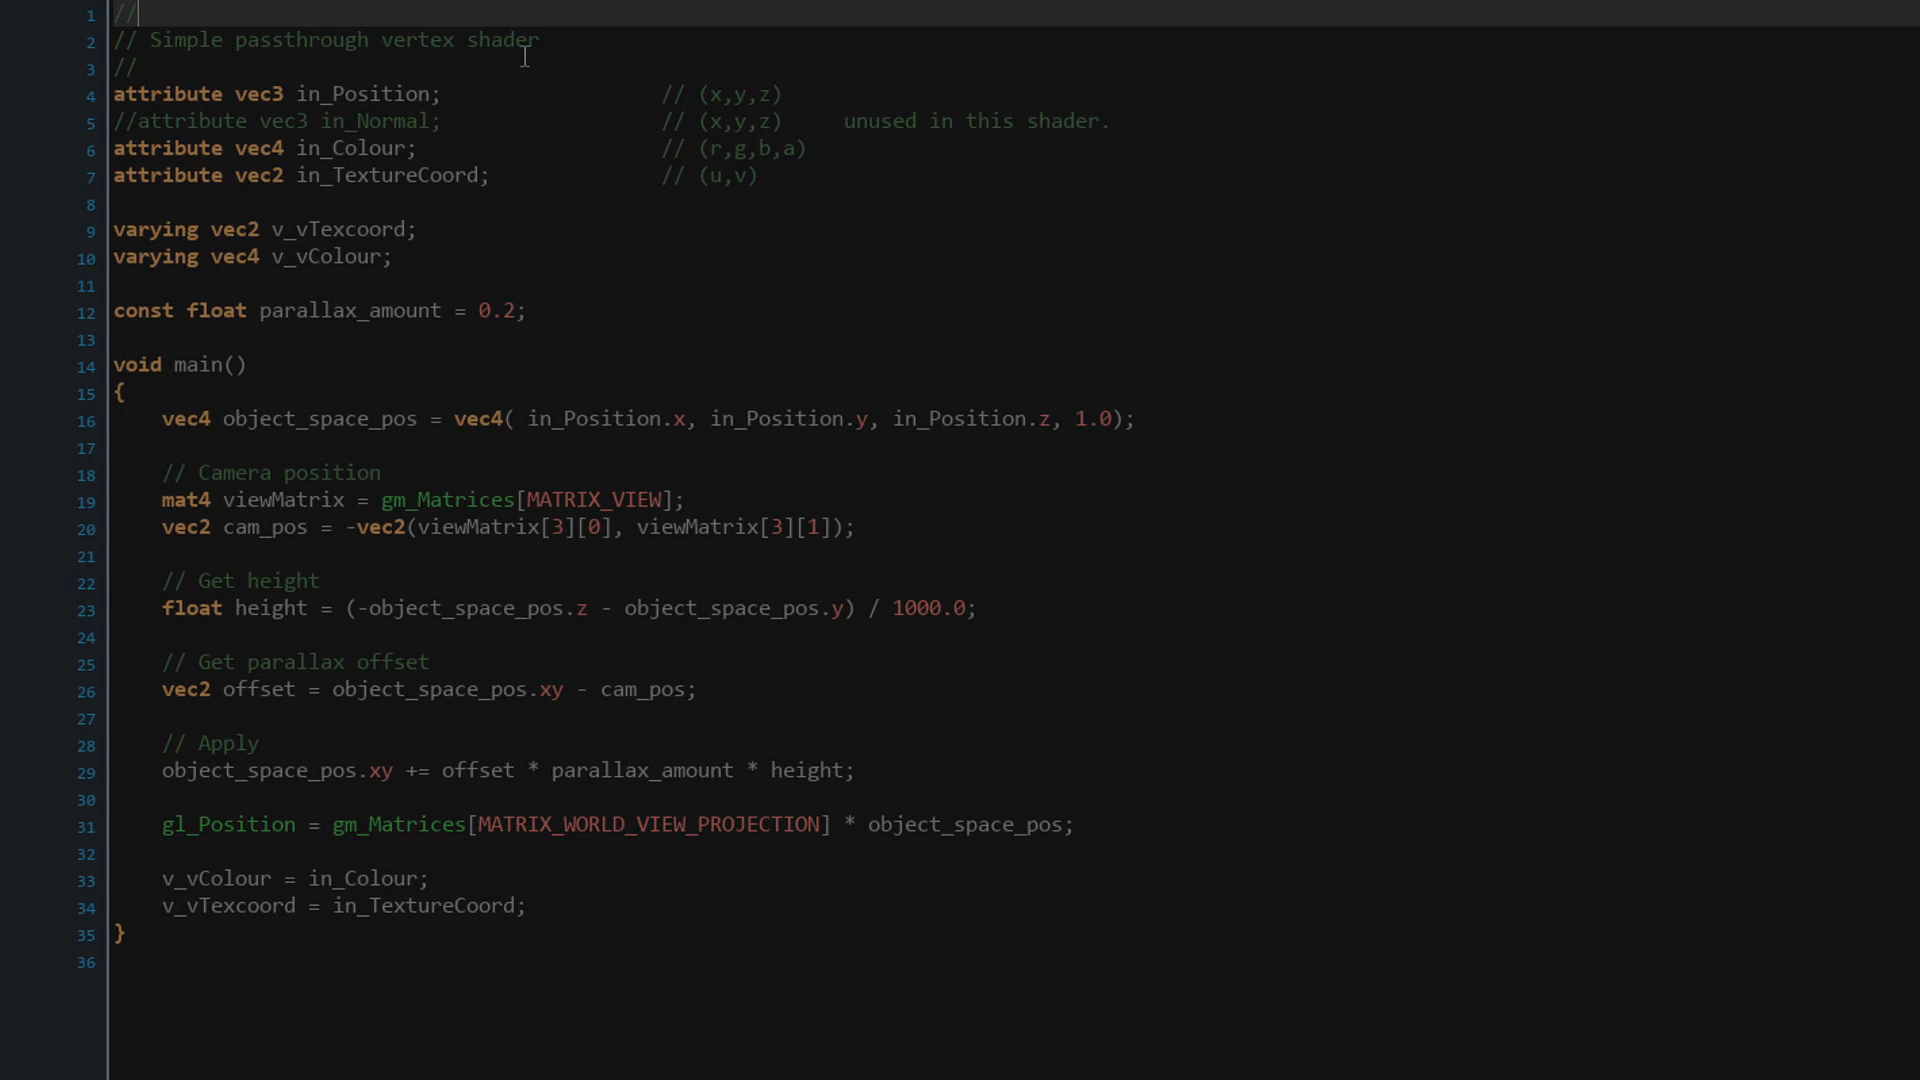 1 //
2 // Simple passthrough vertex shader
3 //
4 attribute vec3 in_Position; // (x,y,z)
5 //attribute vec3 in_Normal; // (x,y,z) unused in this shader.
6 attribute vec4 in_Colour; // (r,g,b,a)
7 attribute vec2 in_TextureCoord; // (u,v)
8
9 varying vec2 v_vTexcoord;
10 varying vec4 v_vColour;
11
12 const float parallax_amount = 0.2;
13
14 void main()
15 {
16 vec4 object_space_pos = vec4( in_Position.x, in_Position.y, in_Position.z, 1.0);
17
18 // Camera position
19 mat4 viewMatrix = gm_Matrices[MATRIX_VIEW];
20 vec2 cam_pos = -vec2(viewMatrix[3][0], viewMatrix[3][1]);
21
22 // Get height
23 float height = (-object_space_pos.z - object_space_pos.y) / 1000.0;
24
25 // Get parallax offset
26 vec2 offset = object_space_pos.xy - cam_pos;
27
28 // Apply
29 object_space_pos.xy += offset * parallax_amount * height;
30
31 gl_Position = gm_Matrices[MATRIX_WORLD_VIEW_PROJECTION] * object_space_pos;
32
33 v_vColour = in_Colour;
34 v_vTexcoord = in_TextureCoord;
35 }
36